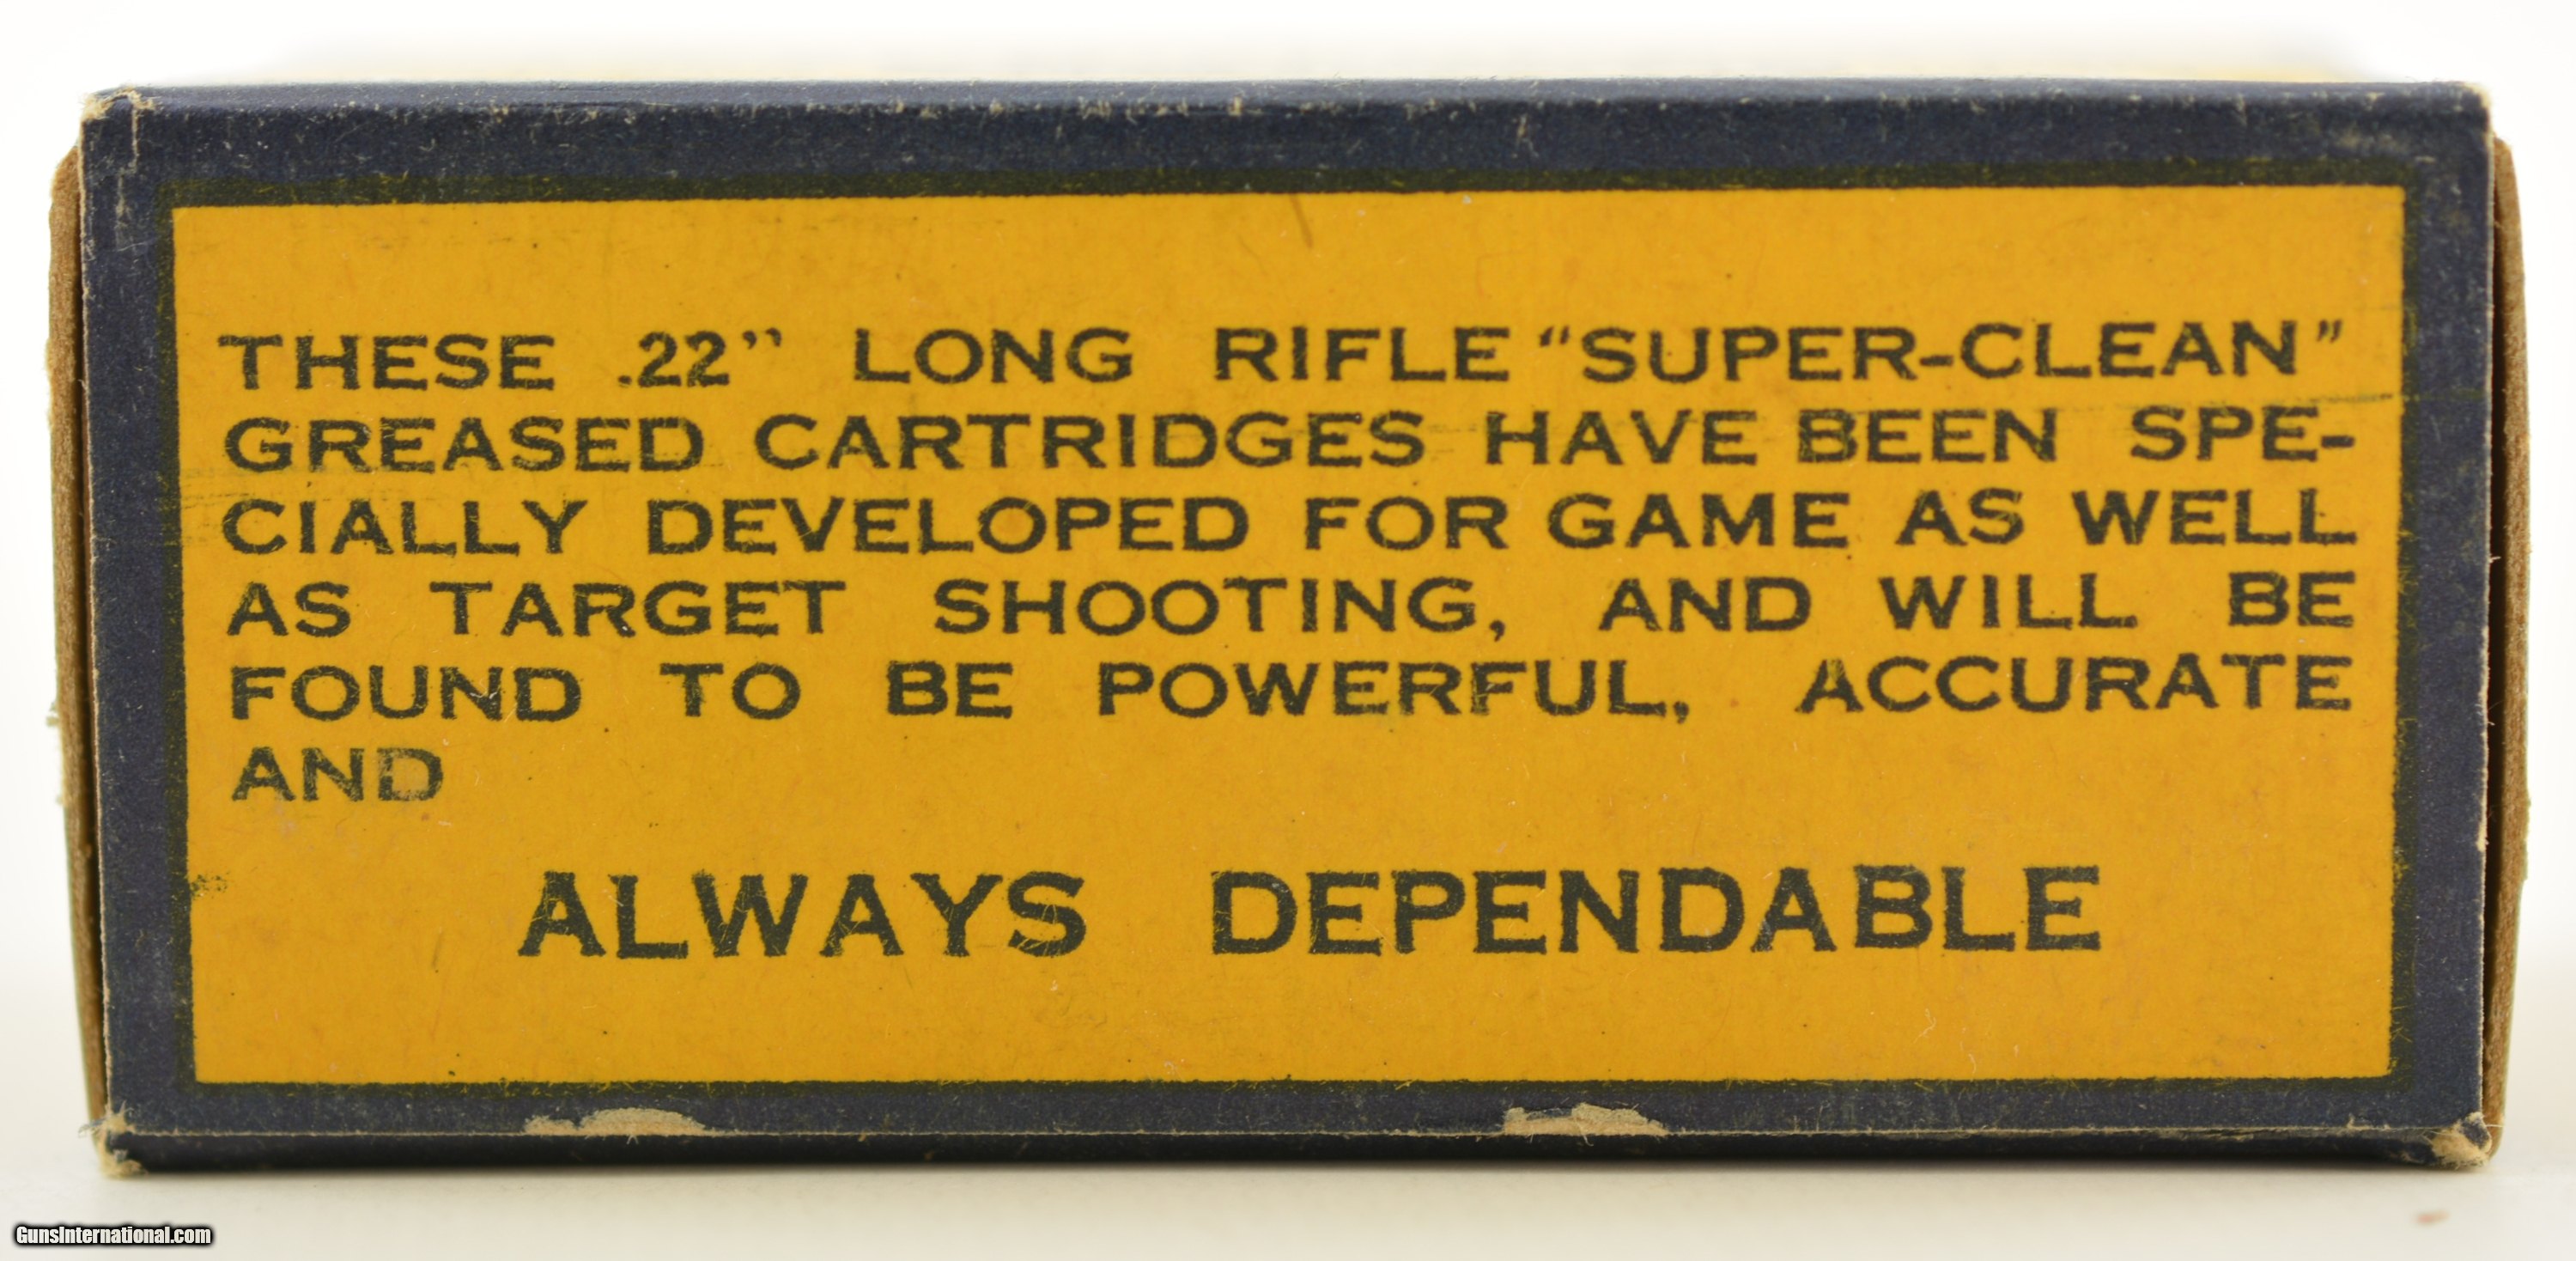 THESE .22" LONG RIFLE "SUPER-CLEAN"
GREASED CARTRIDGES HAVE BEEN SPE-
CIALLY DEVELOPED FOR GAME AS WELL
AS TARGET SHOOTING, AND WILL BE
FOUND TO BE POWERFUL, ACCURATE
AND
ALWAYS DEPENDABLE
GunsInternational.com